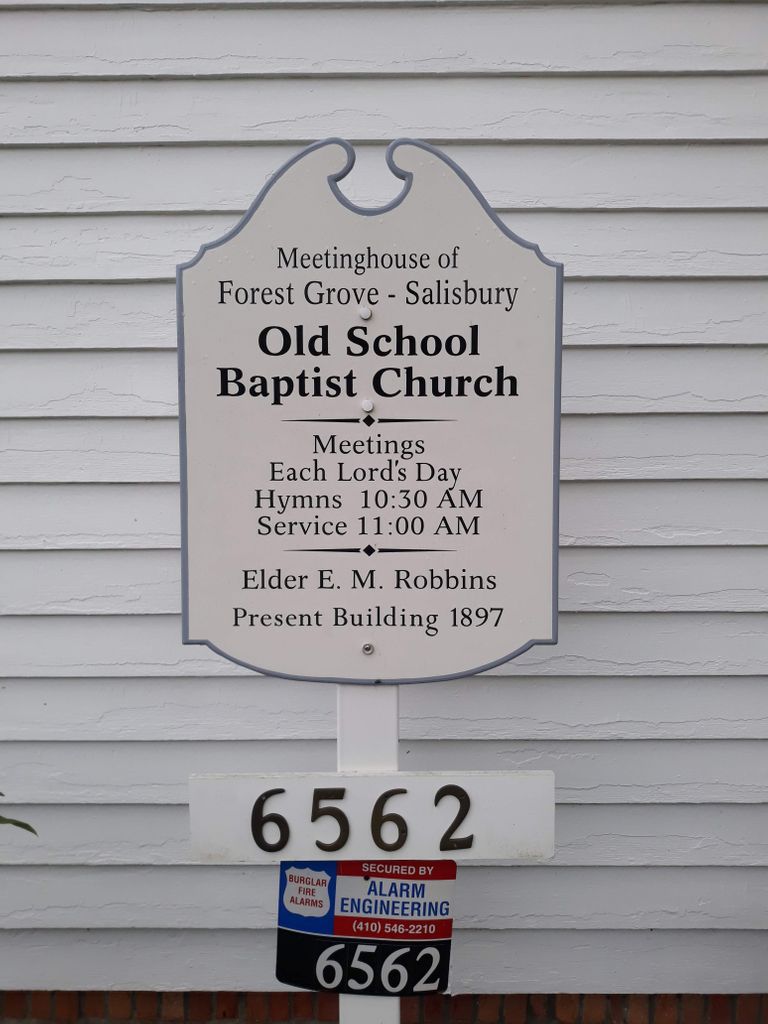 Meetinghouse of
Forest Grove - Salisbury
Old School
Baptist Church
Meetings
Each Lord's Day
Hymns 10:30 AM
Service 11:00 AM
Elder E. M. Robbins
Present Building 1897
6562
BURGLAR
FIRE
ALARMS
SECURED BY
ALARM
ENGINEERING
(410) 546-2210
6562